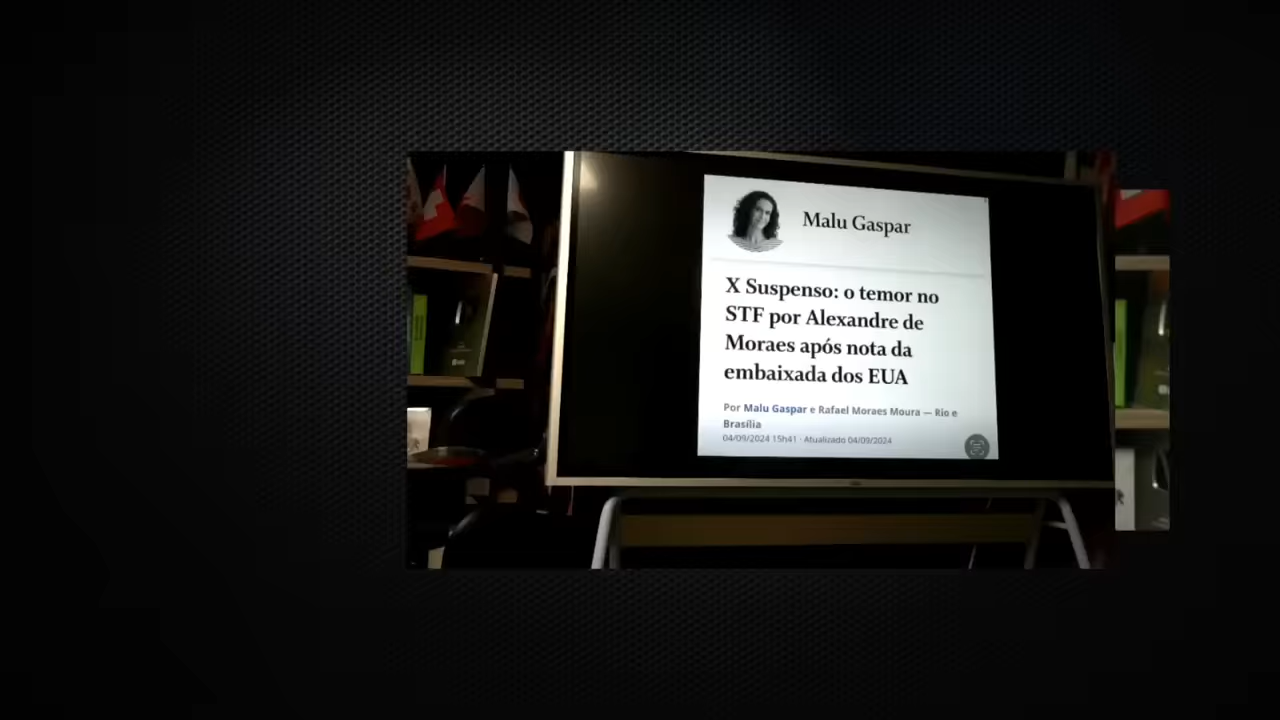 Malu Gaspar
X Suspenso: o temor no
STF por Alexandre de
Moraes após nota da
embaixada dos EUA
Por Malu Gaspar e Rafael Moraes Moura — Rio e
Brasília
04/09/2024 15h41 · Atualizado 04/09/2024